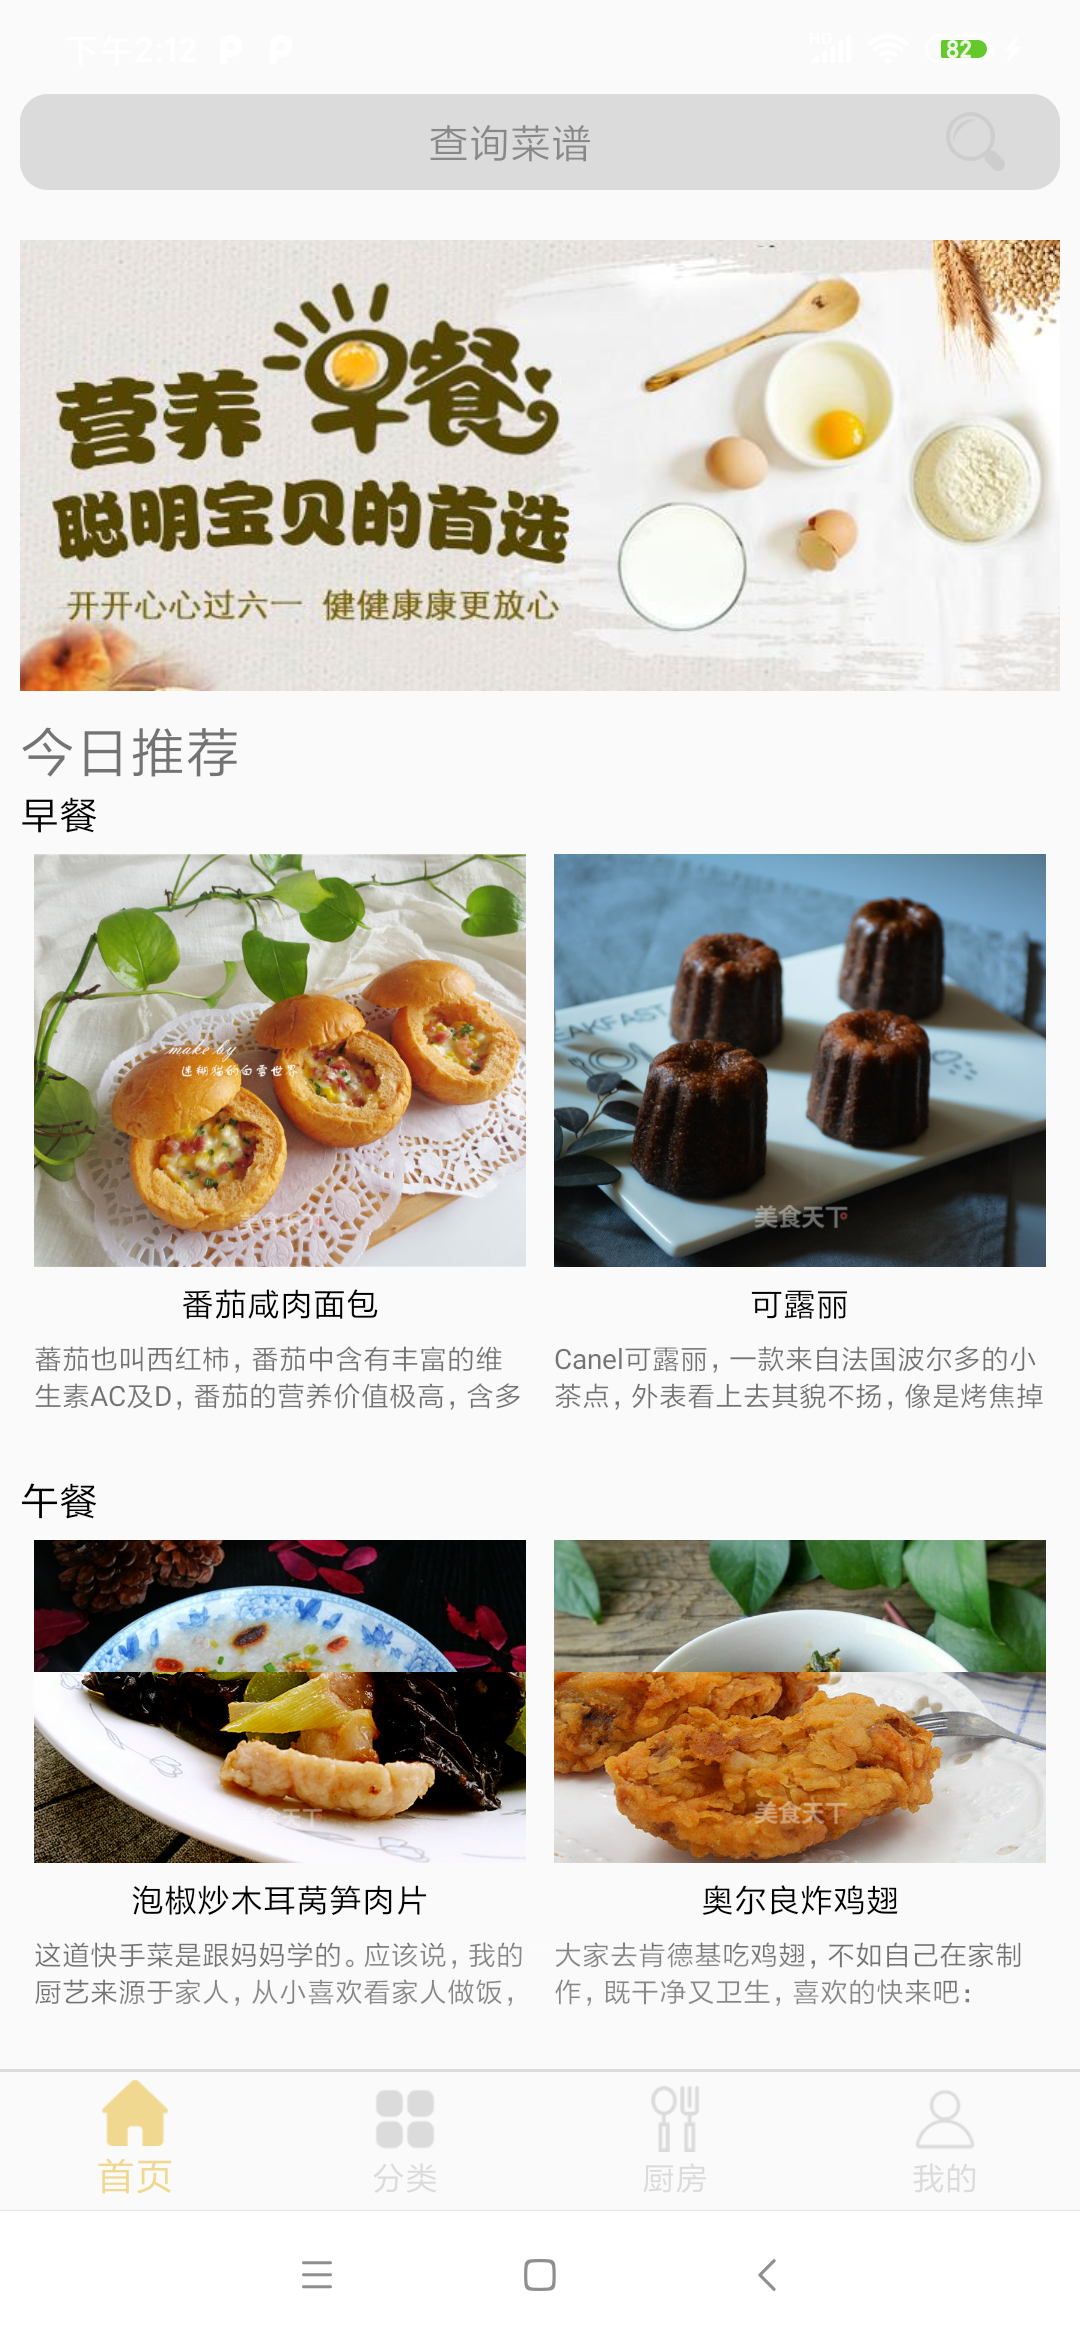 下午2:12
HD
82
查询菜谱
营养早餐
聪明宝贝的首选
开开心心过六一 健健康康更放心
今日推荐
早餐
make by
迷糊猫的白雪世界
美食天下
EAKFAST
美食天下
番茄咸肉面包
可露丽
蕃茄也叫西红柿，番茄中含有丰富的维
生素AC及D，番茄的营养价值极高，含多
Canel可露丽，一款来自法国波尔多的小
茶点，外表看上去其貌不扬，像是烤焦掉
午餐
美食天下
美食天下
泡椒炒木耳莴笋肉片
奥尔良炸鸡翅
这道快手菜是跟妈妈学的。应该说，我的
厨艺来源于家人，从小喜欢看家人做饭，
大家去肯德基吃鸡翅，不如自己在家制
作，既干净又卫生，喜欢的快来吧：
首页
分类
厨房
我的